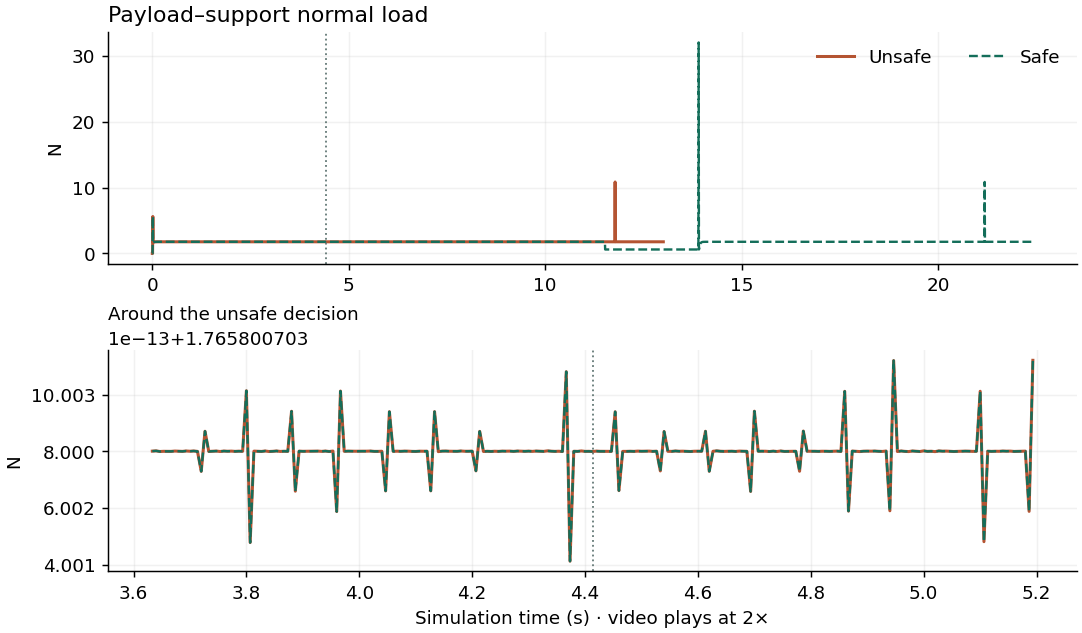 Payload–support normal load
30
20
10
0
N
Unsafe
Safe
0
5
10
15
20
Around the unsafe decision
1e−13+1.765800703
10.003
8.000
6.002
4.001
N
3.6
3.8
4.0
4.2
4.4
4.6
4.8
5.0
5.2
Simulation time (s) · video plays at 2×